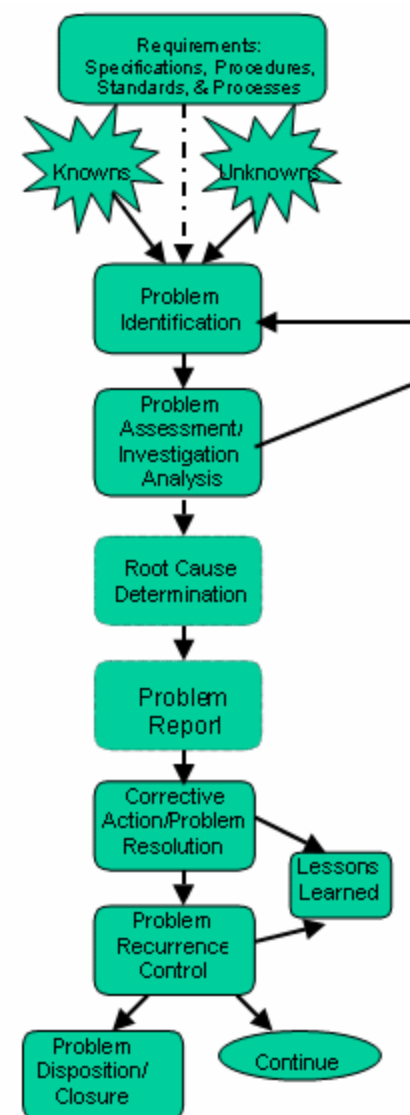 Requirements:
Specifications, Procedures,
Standards, & Processes
Knowns
Unknowns
Problem
Identification
Problem
Assessment/
Investigation
Analysis
Root Cause
Determination
Problem
Report
Corrective
Action/Problem
Resolution
Lessons
Learned
Problem
Recurrence
Control
Problem
Disposition/
Closure
Continue